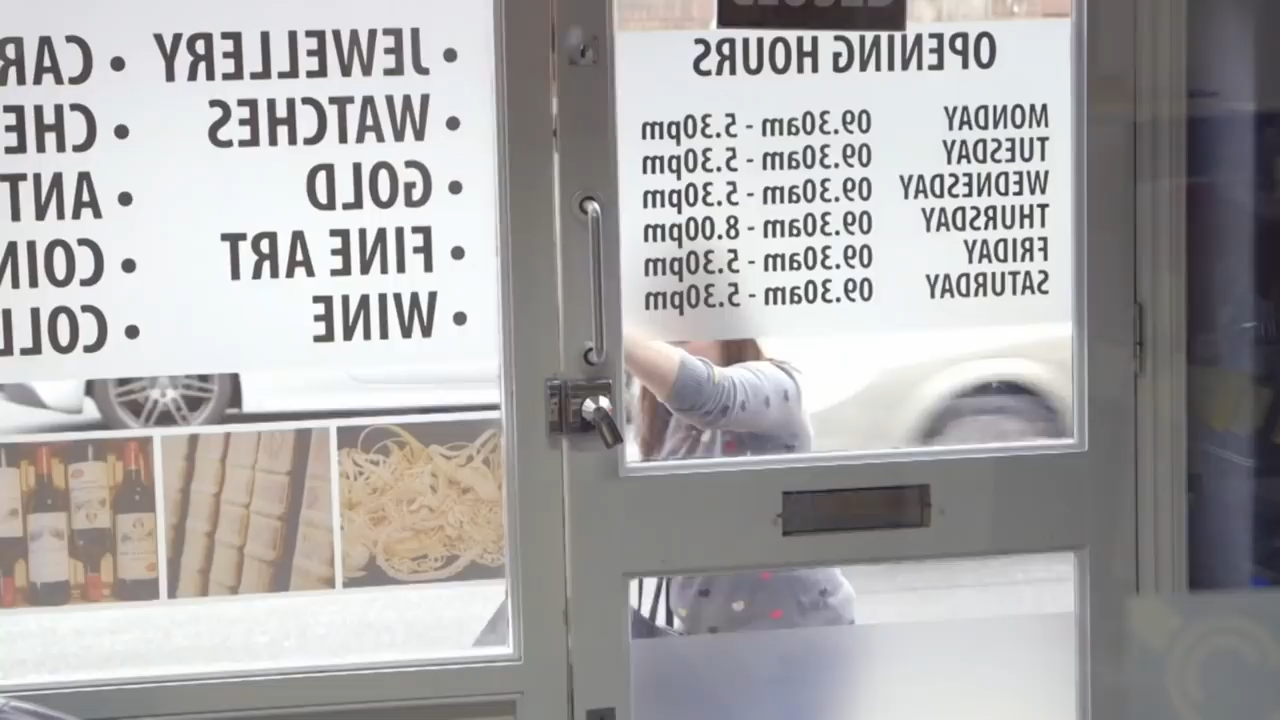 • JEWELLERY •
• WATCHES •
• GOLD •
• FINE ART •
• WINE •
OPENING HOURS
MONDAY 09.30am - 5.30pm
TUESDAY 09.30am - 5.30pm
WEDNESDAY 09.30am - 5.30pm
THURSDAY 09.30am - 8.00pm
FRIDAY 09.30am - 5.30pm
SATURDAY 09.30am - 5.30pm